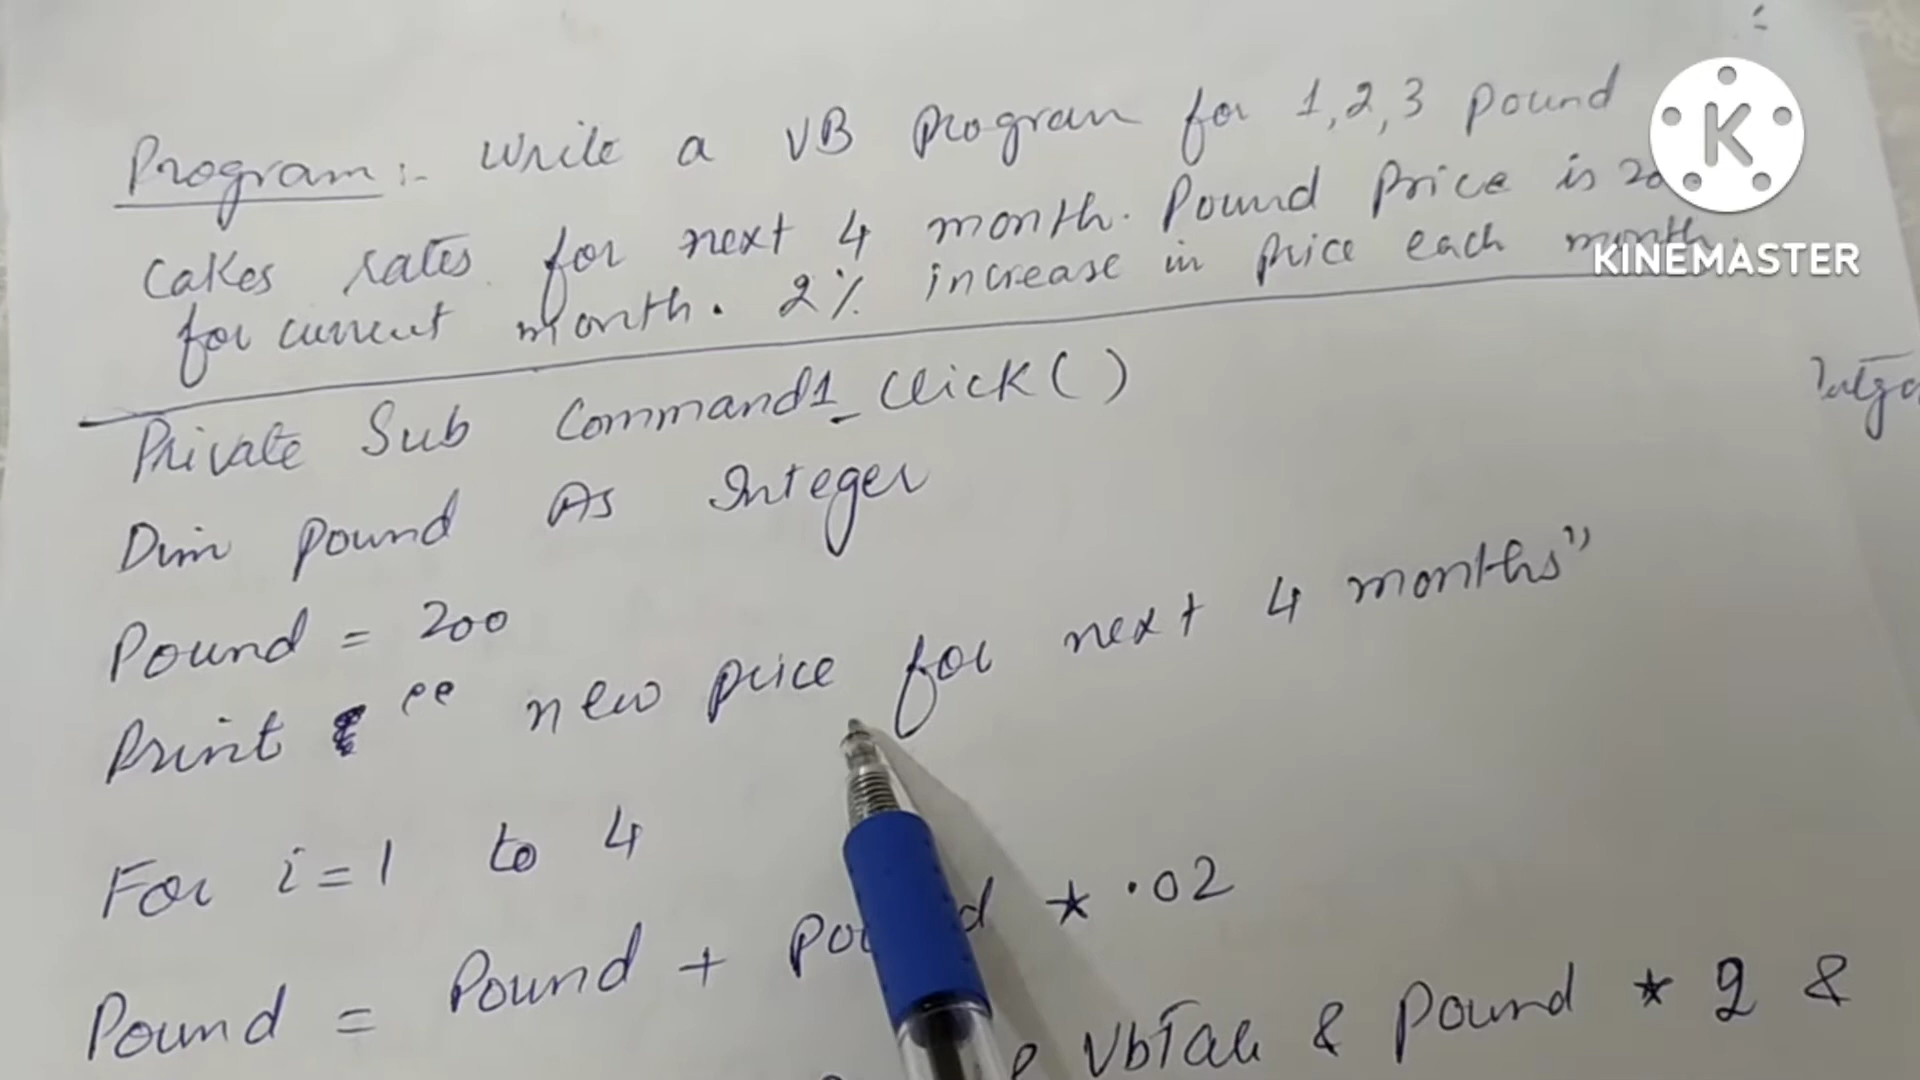 Program:- Write a VB Program for 1,2,3 pound
cakes rates for next 4 month. Pound Price is
for current month. 2% increase in price each month.
Private Sub Command1_Click()
Dim pound As Integer
Pound = 200
Print "new price for next 4 months"
For i=1 to 4
Pound = Pound + * .02
VbTab & Pound * 2 &
KINEMASTER